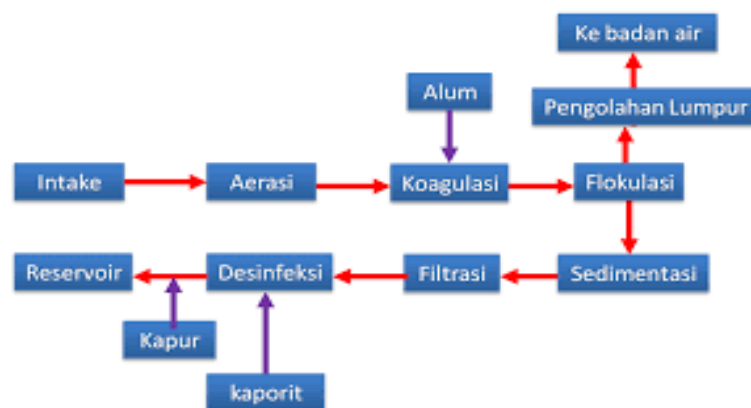 Ke badan air
Alum
Pengolahan Lumpur
Intake
Aerasi
Koagulasi
Flokulasi
Reservoir
Desinfeksi
Filtrasi
Sedimentasi
Kapur
kaporit